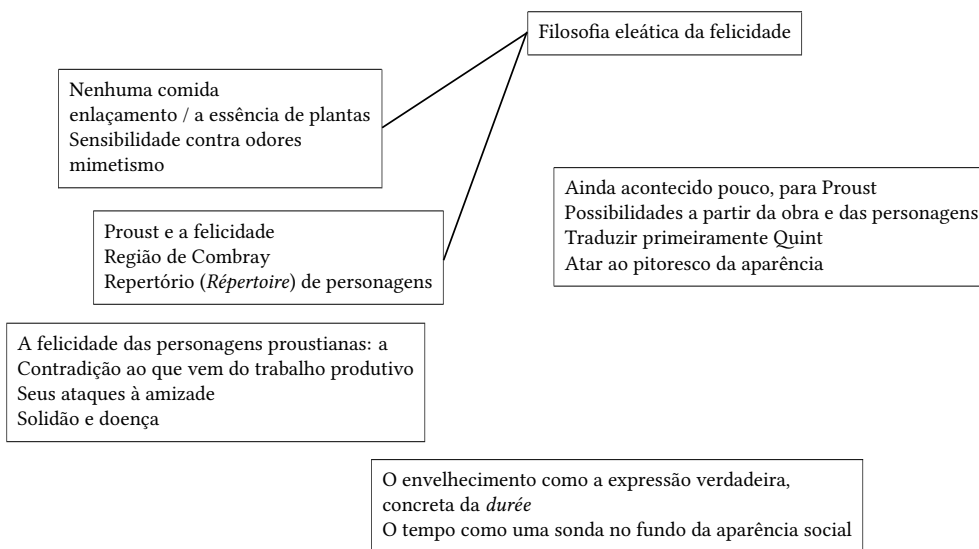 Filosofia eleática da felicidade
Nenhuma comida
enlaçamento / a essência de plantas
Sensibilidade contra odores
mimetismo
Ainda acontecido pouco, para Proust
Possibilidades a partir da obra e das personagens
Traduzir primeiramente Quint
Atar ao pitoresco da aparência
Proust e a felicidade
Região de Combray
Repertório (Répertoire) de personagens
A felicidade das personagens proustianas: a
Contradição ao que vem do trabalho produtivo
Seus ataques à amizade
Solidão e doença
O envelhecimento como a expressão verdadeira,
concreta da durée
O tempo como uma sonda no fundo da aparência social